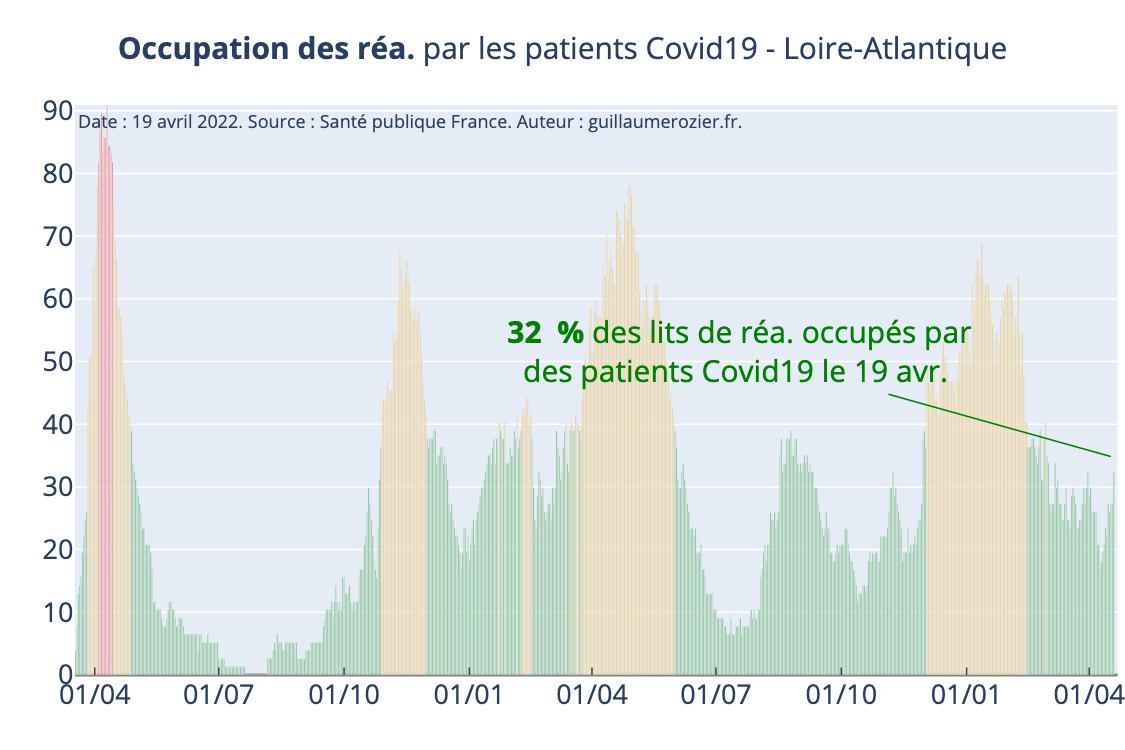 Occupation des réa. par les patients Covid19 - Loire-Atlantique
90
Date : 19 avril 2022. Source : Santé publique France. Auteur : guillaumerozier.fr.
80
70
60
32 % des lits de réa. occupés par
des patients Covid19 le 19 avr.
50
40
30
20
10
0
01/04 01/07 01/10 01/01 01/04 01/07 01/10 01/01 01/04